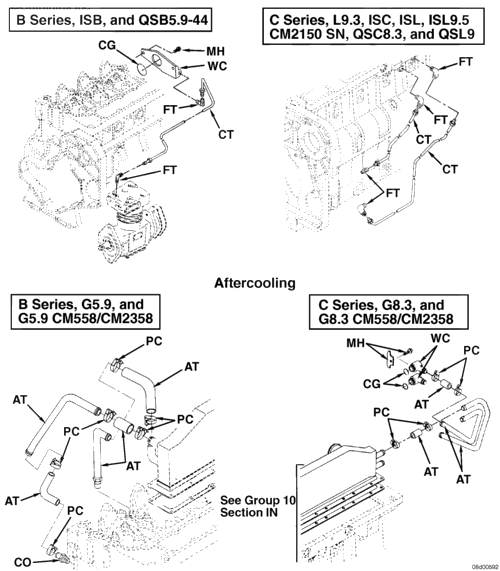 B Series, ISB, and QSB5.9-44
CG
MH
WC
FT
CT
FT
C Series, L9.3, ISC, ISL, ISL9.5
CM2150 SN, QSC8.3, and QSL9
FT
FT
CT
CT
FT
Aftercooling
B Series, G5.9, and
G5.9 CM558/CM2358
PC
AT
AT
PC
PC
AT
AT
PC
CO
See Group 10
Section IN
C Series, G8.3, and
G8.3 CM558/CM2358
MH
WC
PC
CG
AT
PC
AT
AT
08d00592